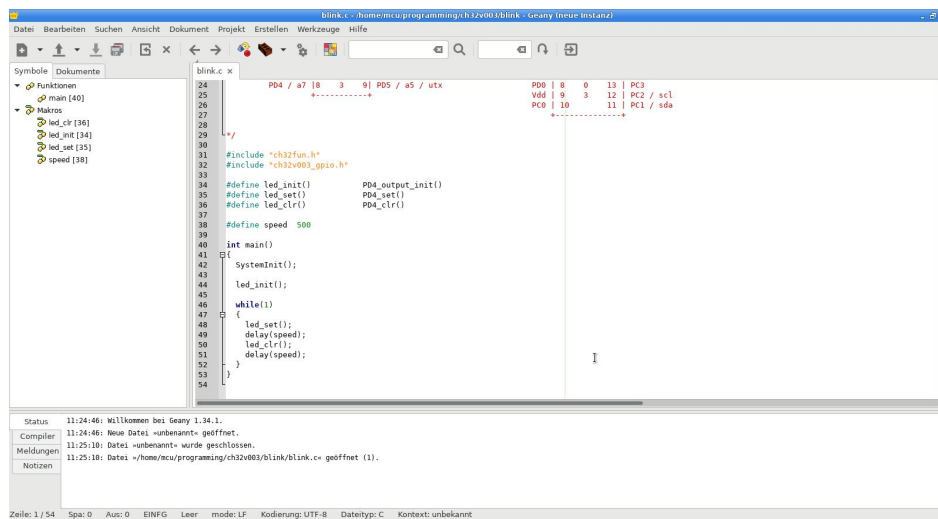 blink.c - /home/mcu/programming/ch32v003/blink - Geany (neue Instanz)
Datei Bearbeiten Suchen Ansicht Dokument Projekt Erstellen Werkzeuge Hilfe
Symbole Dokumente
Funktionen
main [40]
Makros
led_clr [36]
led_init [34]
led_set [35]
speed [38]
blink.c
24 PD4 / a7 |8 3 9| PD5 / a5 / utx PD0 | 8 0 13 | PC3
25 +-----------+ Vdd | 9 3 12 | PC2 / scl
26 PC0 | 10 11 | PC1 / sda
27 +--------------+
28
29 */
30
31 #include "ch32fun.h"
32 #include "ch32v003_gpio.h"
33
34 #define led_init() PD4_output_init()
35 #define led_set() PD4_set()
36 #define led_clr() PD4_clr()
37
38 #define speed 500
39
40 int main()
41 {
42 SystemInit();
43
44 led_init();
45
46 while(1)
47 {
48 led_set();
49 delay(speed);
50 led_clr();
51 delay(speed);
52 }
53 }
54
Status
Compiler
Meldungen
Notizen
11:24:46: Willkommen bei Geany 1.34.1.
11:24:46: Neue Datei »unbenannt« geöffnet.
11:25:10: Datei »unbenannt« wurde geschlossen.
11:25:10: Datei »/home/mcu/programming/ch32v003/blink/blink.c« geöffnet (1).
Zeile: 1 / 54 Spa: 0 Aus: 0 EINFG Leer mode: LF Kodierung: UTF-8 Dateityp: C Kontext: unbekannt